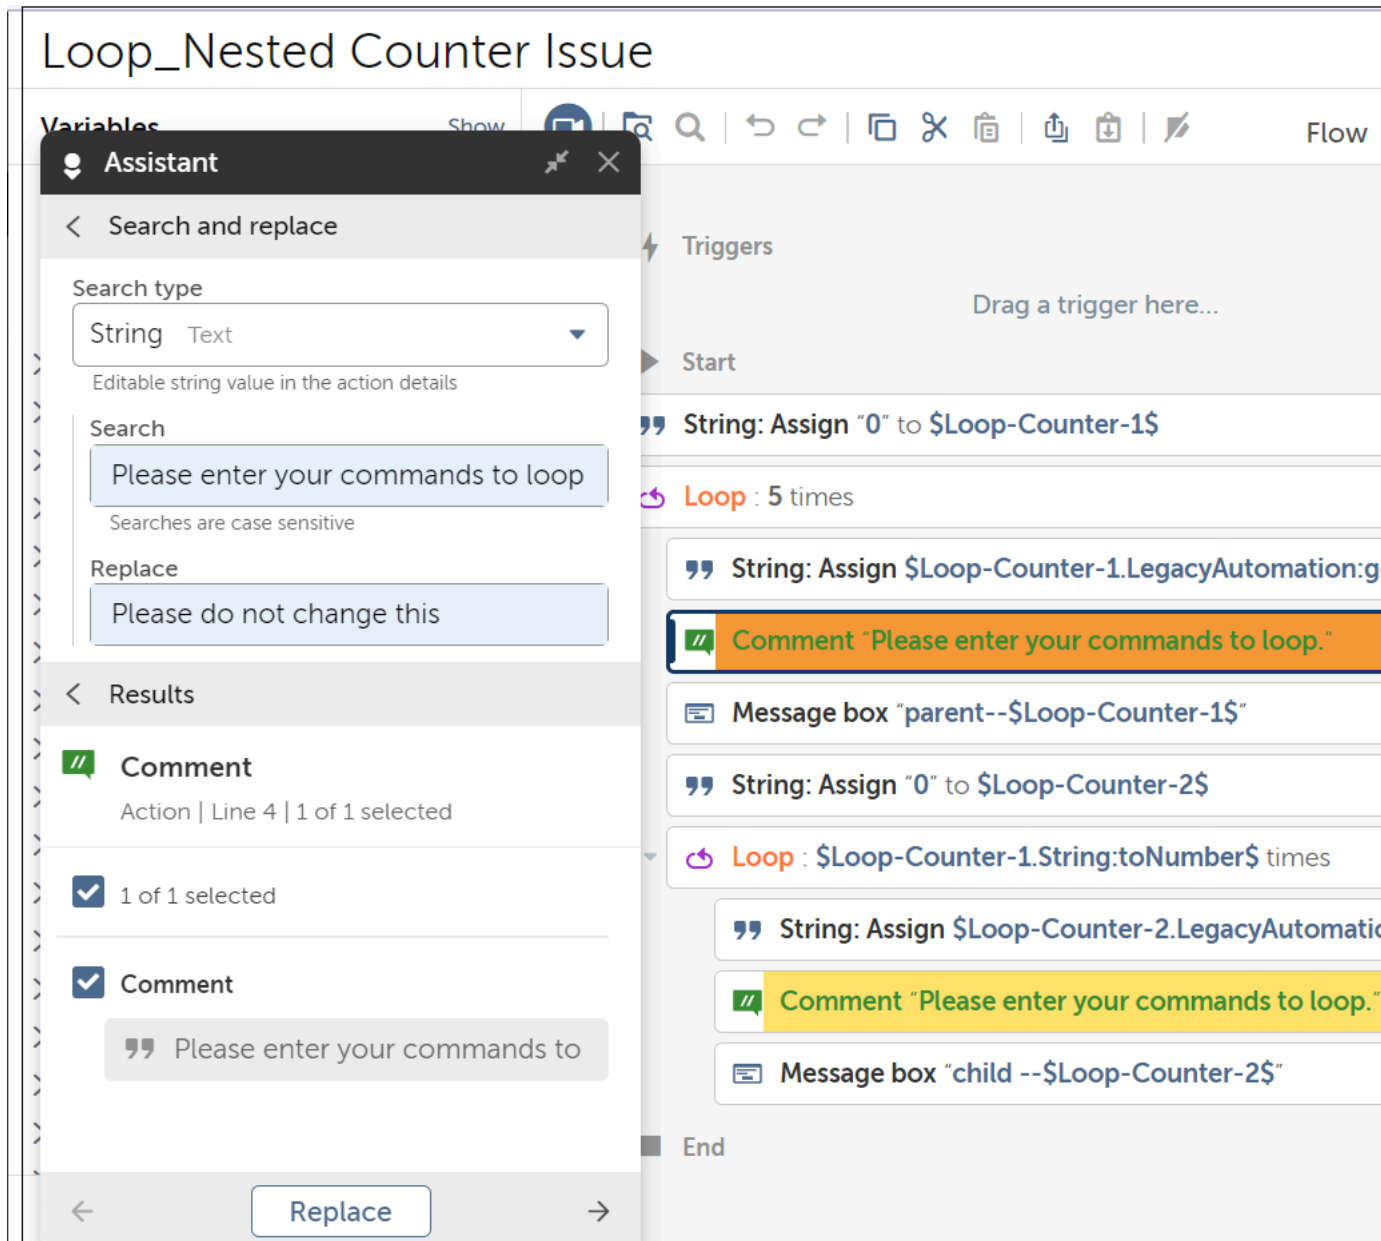 Loop_Nested Counter Issue
Variables
Show
Flow
Assistant
Search and replace
Search type
String Text
Editable string value in the action details
Search
Please enter your commands to loop
Searches are case sensitive
Replace
Please do not change this
Results
Comment
Action | Line 4 | 1 of 1 selected
1 of 1 selected
Comment
Please enter your commands to
Replace
Triggers
Drag a trigger here...
Start
String: Assign “0” to $Loop-Counter-1$
Loop : 5 times
String: Assign $Loop-Counter-1.LegacyAutomation:g
Comment “Please enter your commands to loop.”
Message box “parent--$Loop-Counter-1$”
String: Assign “0” to $Loop-Counter-2$
Loop : $Loop-Counter-1.String:toNumber$ times
String: Assign $Loop-Counter-2.LegacyAutomatio
Comment “Please enter your commands to loop.”
Message box “child --$Loop-Counter-2$”
End